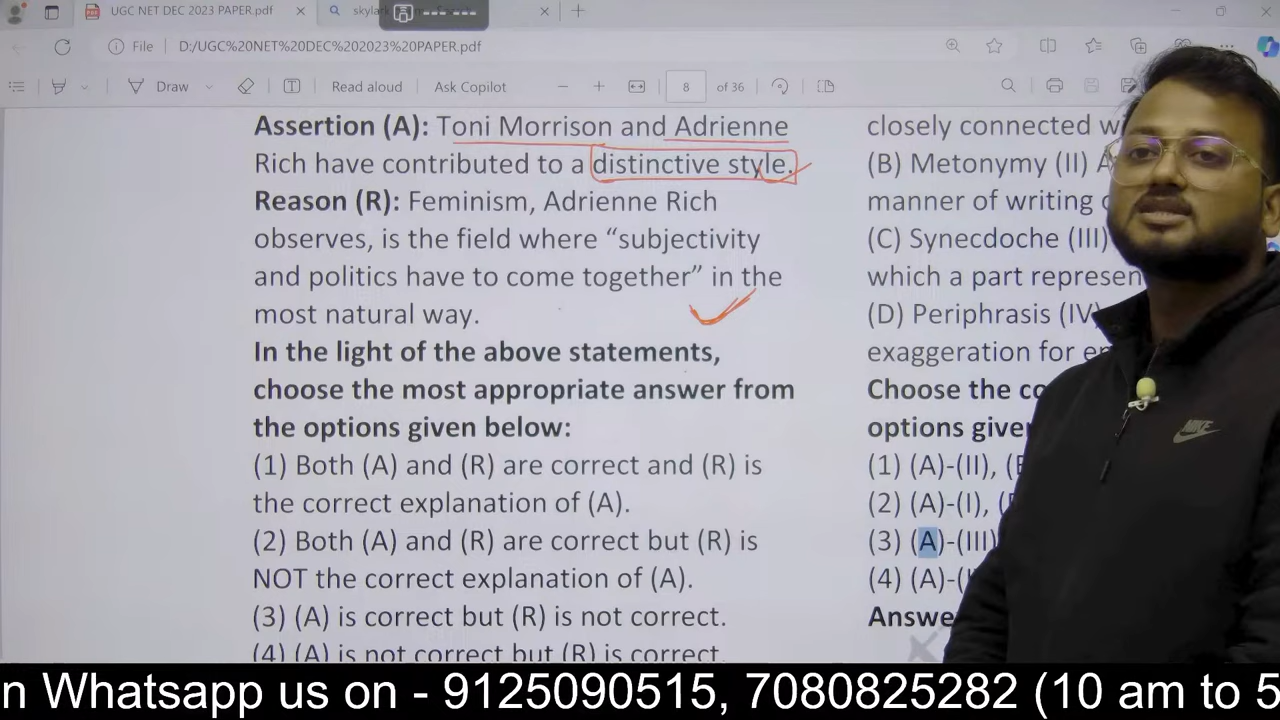 UGC NET DEC 2023 PAPER.pdf
skylark
File
D:/UGC%20NET%20DEC%202023%20PAPER.pdf
Draw
Read aloud
Ask Copilot
8
of 36
Assertion (A): Toni Morrison and Adrienne
Rich have contributed to a distinctive style.
Reason (R): Feminism, Adrienne Rich
observes, is the field where “subjectivity
and politics have to come together” in the
most natural way.
In the light of the above statements,
choose the most appropriate answer from
the options given below:
(1) Both (A) and (R) are correct and (R) is
the correct explanation of (A).
(2) Both (A) and (R) are correct but (R) is
NOT the correct explanation of (A).
(3) (A) is correct but (R) is not correct.
(4) (A) is not correct but (R) is correct.
closely connected
(B) Metonymy (II)
manner of writing
(C) Synecdoche (III)
which a part
(D) Periphrasis (IV)
exaggeration for
Choose the
options
(1) (A)-(II),
(2) (A)-(I),
(3) (A)-(III)
(4) (A)-
NIKE
n Whatsapp us on - 9125090515, 7080825282 (10 am to 5